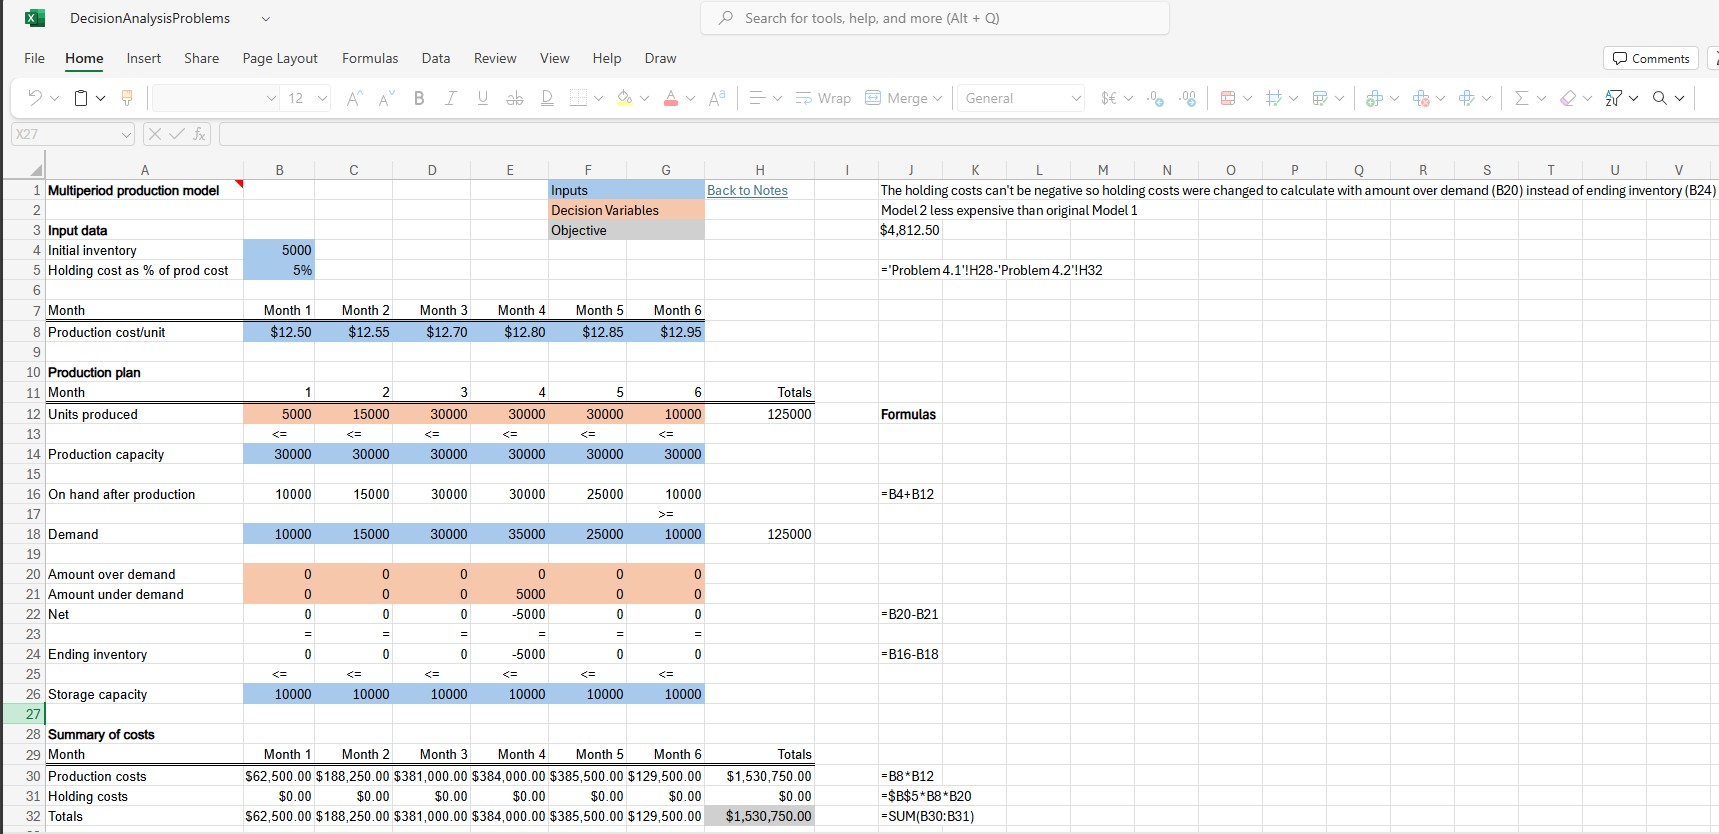 DecisionAnalysisProblems
Search for tools, help, and more (Alt + Q)
File Home Insert Share Page Layout Formulas Data Review View Help Draw
Comments
12 Wrap Merge General
X27
A B C D E F G H I J K L M N O P Q R S T U V
1 Multiperiod production model Inputs Back to Notes The holding costs can't be negative so holding costs were changed to calculate with amount over demand (B20) instead of ending inventory (B24)
2 Decision Variables Model 2 less expensive than original Model 1
3 Input data Objective $4,812.50
4 Initial inventory 5000
5 Holding cost as % of prod cost 5% ='Problem 4.1'!H28-'Problem 4.2'!H32
6
7 Month Month 1 Month 2 Month 3 Month 4 Month 5 Month 6
8 Production cost/unit $12.50 $12.55 $12.70 $12.80 $12.85 $12.95
9
10 Production plan
11 Month 1 2 3 4 5 6 Totals
12 Units produced 5000 15000 30000 30000 30000 10000 125000 Formulas
13 <= <= <= <= <= <=
14 Production capacity 30000 30000 30000 30000 30000 30000
15
16 On hand after production 10000 15000 30000 30000 25000 10000 =B4+B12
17 >=
18 Demand 10000 15000 30000 35000 25000 10000 125000
19
20 Amount over demand 0 0 0 0 0 0
21 Amount under demand 0 0 0 5000 0 0
22 Net 0 0 0 -5000 0 0 =B20-B21
23 = = = = = =
24 Ending inventory 0 0 0 -5000 0 0 =B16-B18
25 <= <= <= <= <= <=
26 Storage capacity 10000 10000 10000 10000 10000 10000
27
28 Summary of costs
29 Month Month 1 Month 2 Month 3 Month 4 Month 5 Month 6 Totals
30 Production costs $62,500.00 $188,250.00 $381,000.00 $384,000.00 $385,500.00 $129,500.00 $1,530,750.00 =B8*B12
31 Holding costs $0.00 $0.00 $0.00 $0.00 $0.00 $0.00 $0.00 =$B$5*B8*B20
32 Totals $62,500.00 $188,250.00 $381,000.00 $384,000.00 $385,500.00 $129,500.00 $1,530,750.00 =SUM(B30:B31)